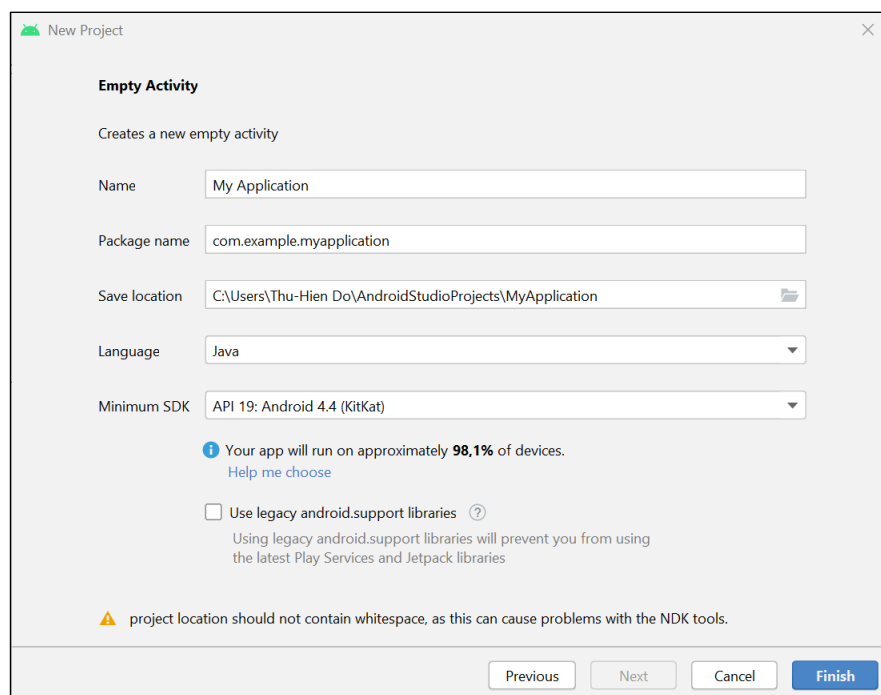 New Project
Empty Activity
Creates a new empty activity
Name My Application
Package name com.example.myapplication
Save location C:\Users\Thu-Hien Do\AndroidStudioProjects\MyApplication
Language Java
Minimum SDK API 19: Android 4.4 (KitKat)
Your app will run on approximately 98,1% of devices.
Help me choose
Use legacy android.support libraries ?
Using legacy android.support libraries will prevent you from using
the latest Play Services and Jetpack libraries
project location should not contain whitespace, as this can cause problems with the NDK tools.
Previous Next Cancel Finish